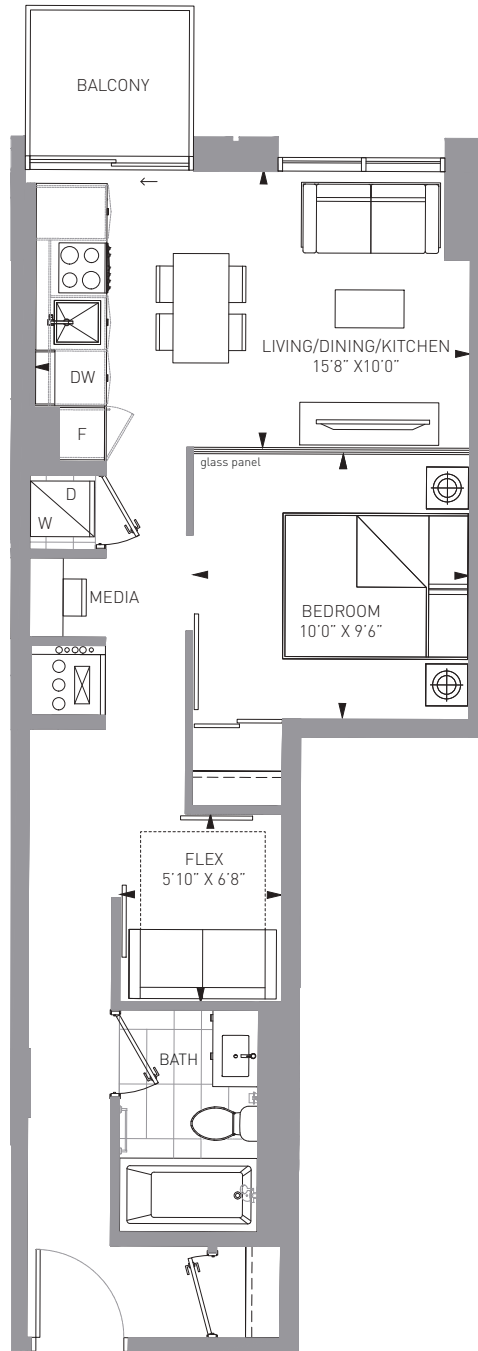 BALCONY
LIVING/DINING/KITCHEN
15'8" X10'0"
DW
F
glass panel
D
W
MEDIA
BEDROOM
10'0" X 9'6"
FLEX
5'10" X 6'8"
BATH